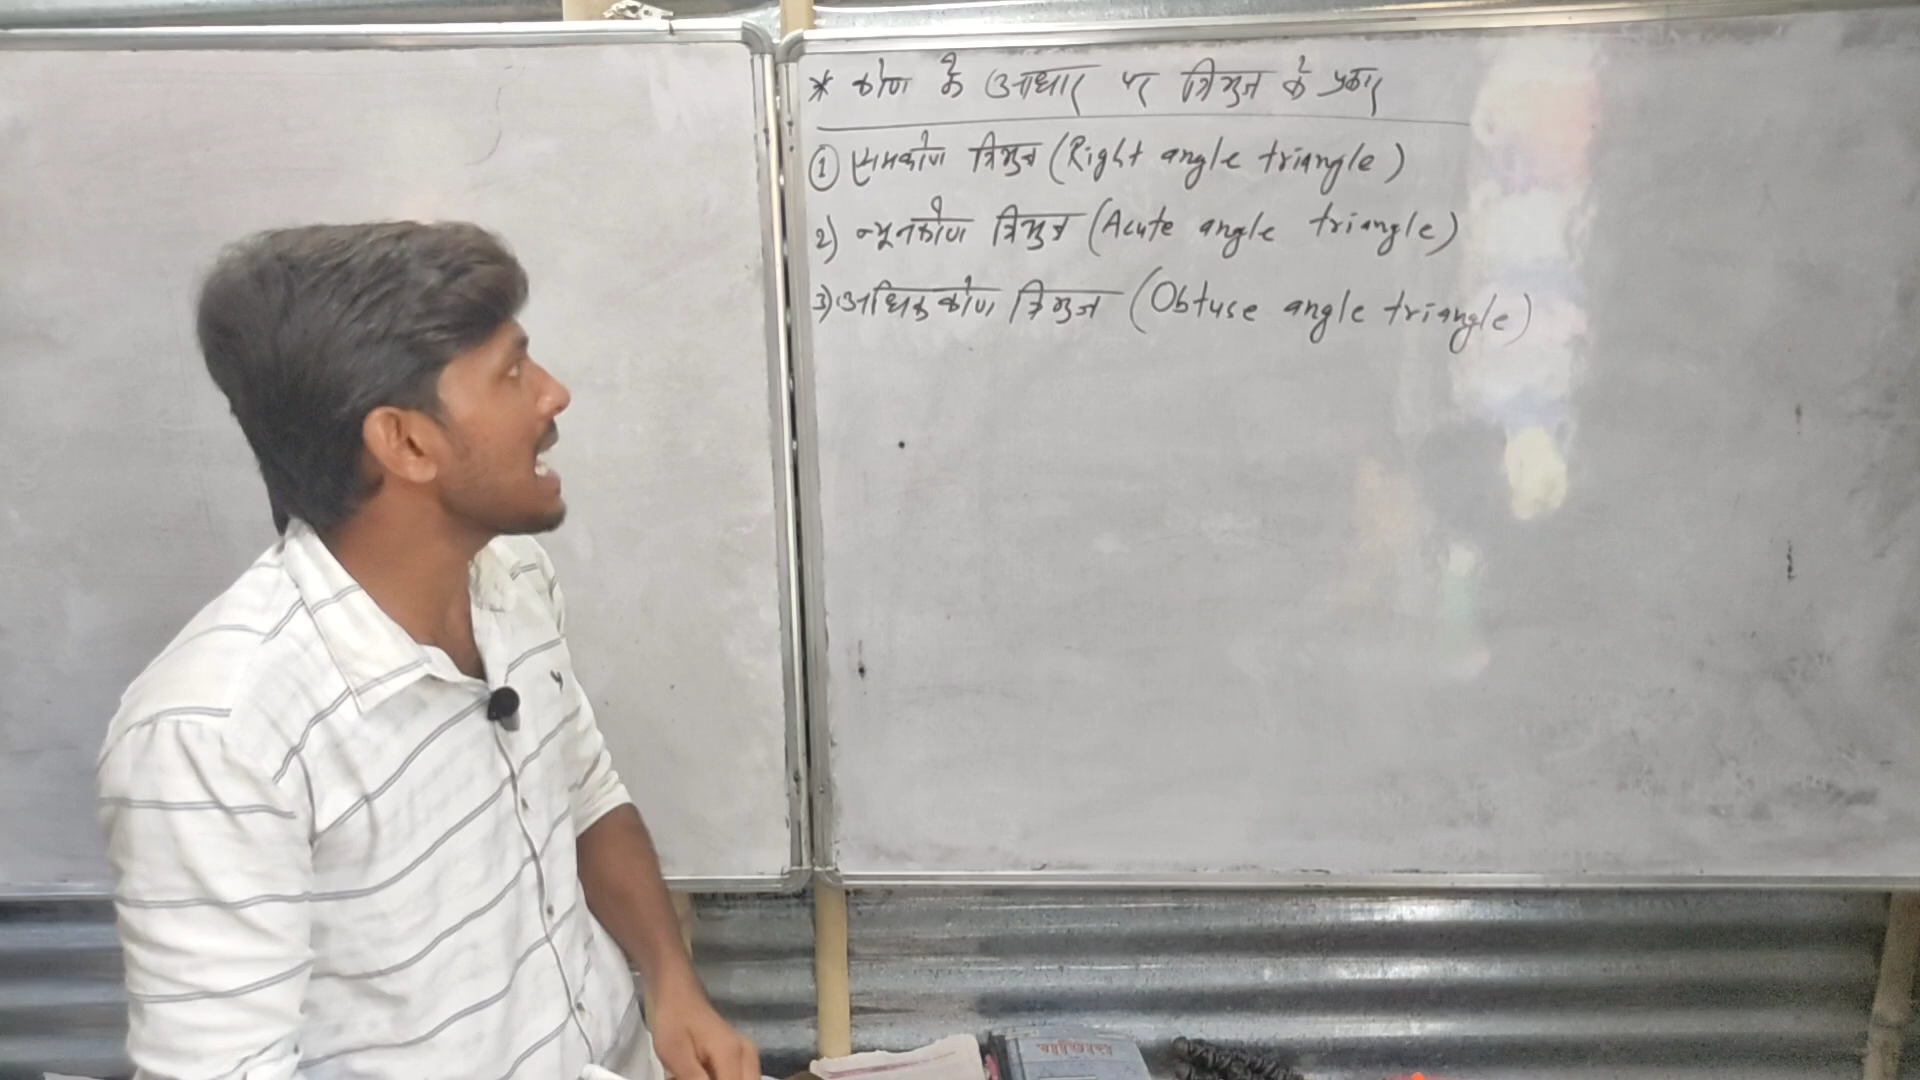 * कोण के आधार पर त्रिभुज के प्रकार
① समकोण त्रिभुज (Right angle triangle)
2) न्यूनकोण त्रिभुज (Acute angle triangle)
3) अधिक कोण त्रिभुज (Obtuse angle triangle)